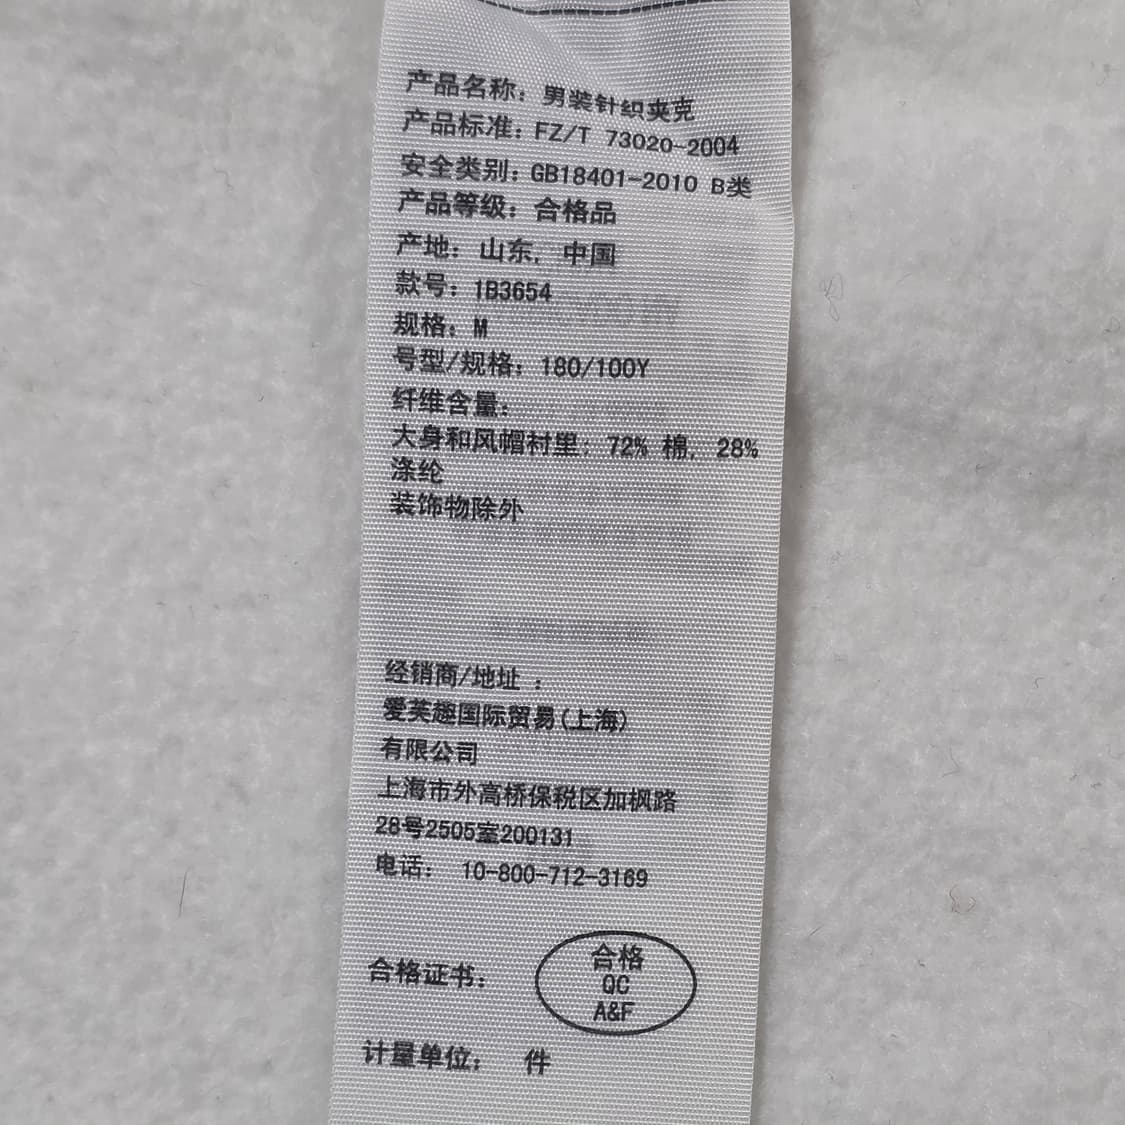 产品名称：男装针织夹克
产品标准：FZ/T 73020-2004
安全类别：GB18401-2010 B类
产品等级：合格品
产地：山东，中国
款号：1B3654
规格：M
号型/规格：180/100Y
纤维含量：
大身和风帽衬里：72% 棉，28%
涤纶
装饰物除外
经销商/地址 ：
爱芙趣国际贸易(上海)
有限公司
上海市外高桥保税区加枫路
28号2505室200131
电话： 10-800-712-3169
合格证书：
合格
QC
A&F
计量单位： 件